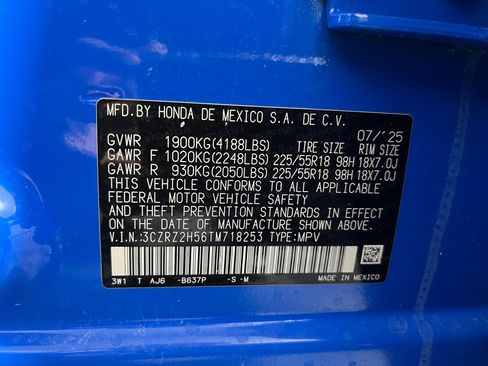 MFD.BY HONDA DE MEXICO S.A. DE C.V.
07/'25
GVWR 1900KG(4188LBS) TIRE SIZE RIM SIZE
GAWR F 1020KG(2248LBS) 225/55R18 98H 18X7.0J
GAWR R 930KG(2050LBS) 225/55R18 98H 18X7.0J
THIS VEHICLE CONFORMS TO ALL APPLICABLE
FEDERAL MOTOR VEHICLE SAFETY
AND THEFT PREVENTION STANDARDS IN EFFECT
ON THE DATE OF MANUFACTURE SHOWN ABOVE.
V.I.N.:3CZRZ2H56TM718253 TYPE:MPV
3W1 T AJ6 -B637P -S -M MADE IN MEXICO